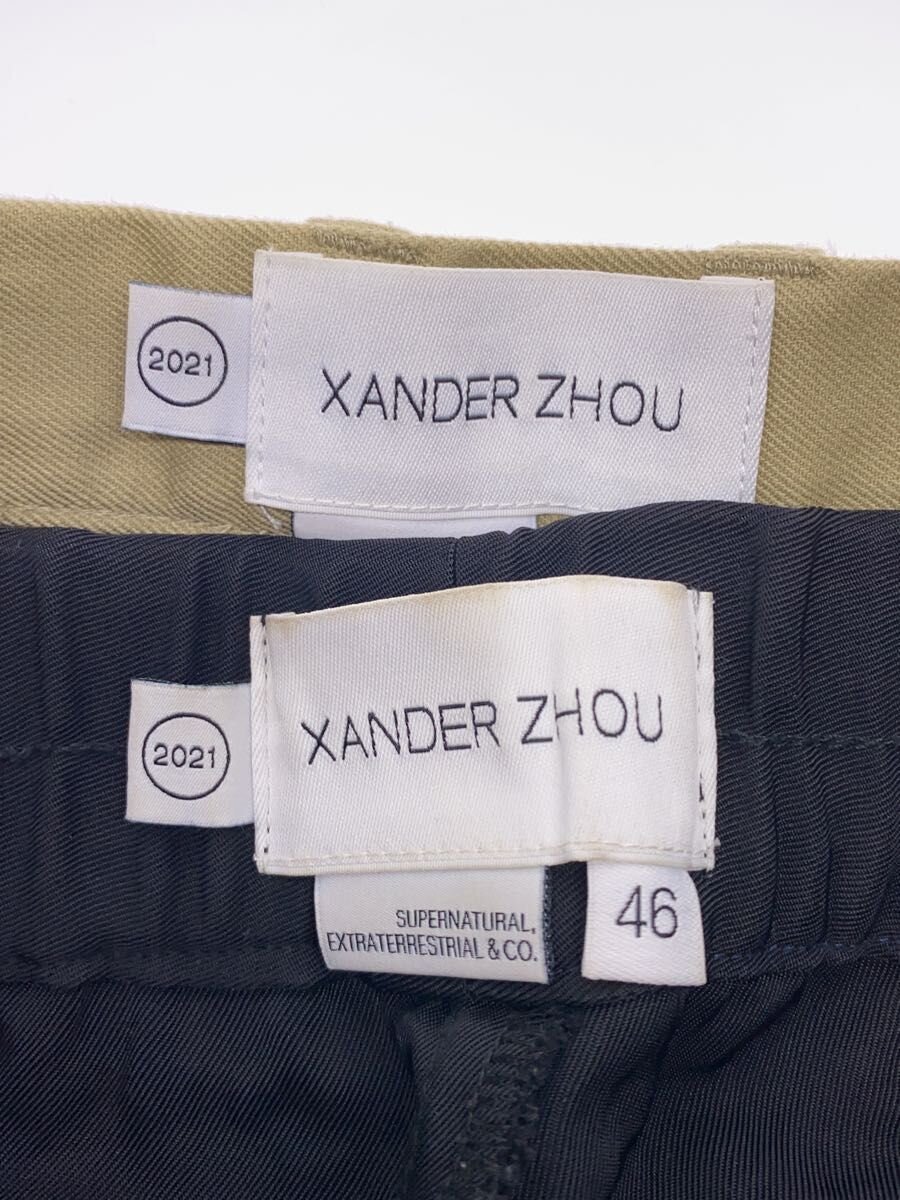 2021
XANDER ZHOU
2021
XANDER ZHOU
SUPERNATURAL,
EXTRATERRESTRIAL & CO.
46